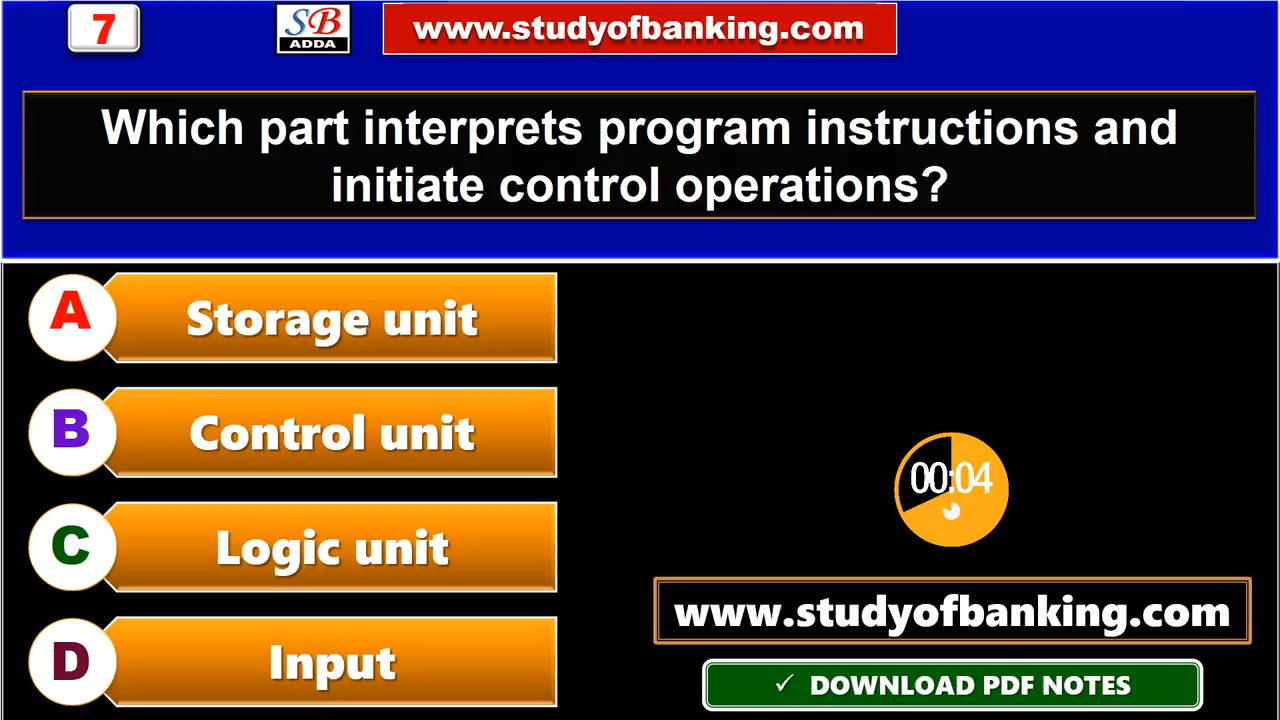 7
SB
ADDA
www.studyofbanking.com
Which part interprets program instructions and
initiate control operations?
A
Storage unit
B
Control unit
C
Logic unit
D
Input
00:04
www.studyofbanking.com
✓ DOWNLOAD PDF NOTES